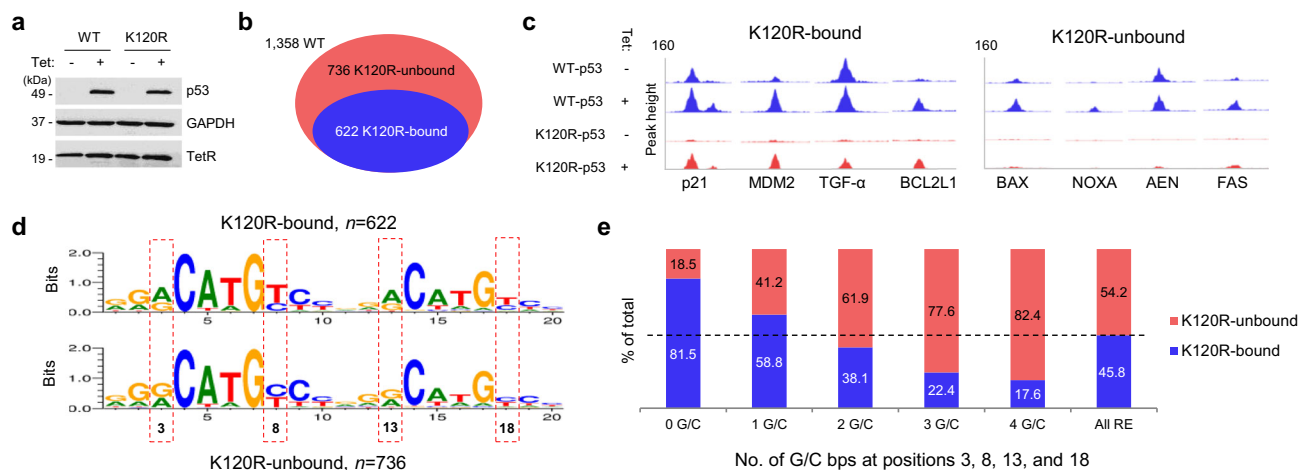 a
WT K120R
Tet: - + - +
(kDa)
49 p53
37 GAPDH
19 TetR
b
1,358 WT
736 K120R-unbound
622 K120R-bound
c
K120R-bound
K120R-unbound
Tet:
160
160
Peak height
WT-p53 -
WT-p53 +
K120R-p53 -
K120R-p53 +
p21 MDM2 TGF-α BCL2L1
BAX NOXA AEN FAS
d
K120R-bound, n=622
Bits
2.0
1.0
0.0
5 10 15 20
Bits
2.0
1.0
0.0
5 10 15 20
3 8 13 18
K120R-unbound, n=736
e
% of total
18.5 41.2 61.9 77.6 82.4 54.2
81.5 58.8 38.1 22.4 17.6 45.8
0 G/C 1 G/C 2 G/C 3 G/C 4 G/C All RE
No. of G/C bps at positions 3, 8, 13, and 18
K120R-unbound
K120R-bound